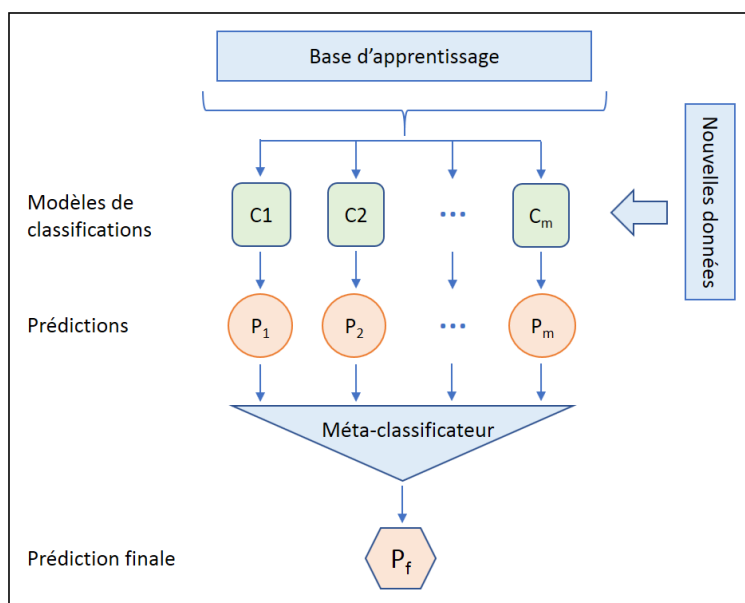 Base d'apprentissage
Nouvelles données
Modèles de
classifications
C1 C2 ... Cm
Prédictions
P1 P2 ... Pm
Méta-classificateur
Prédiction finale
Pf